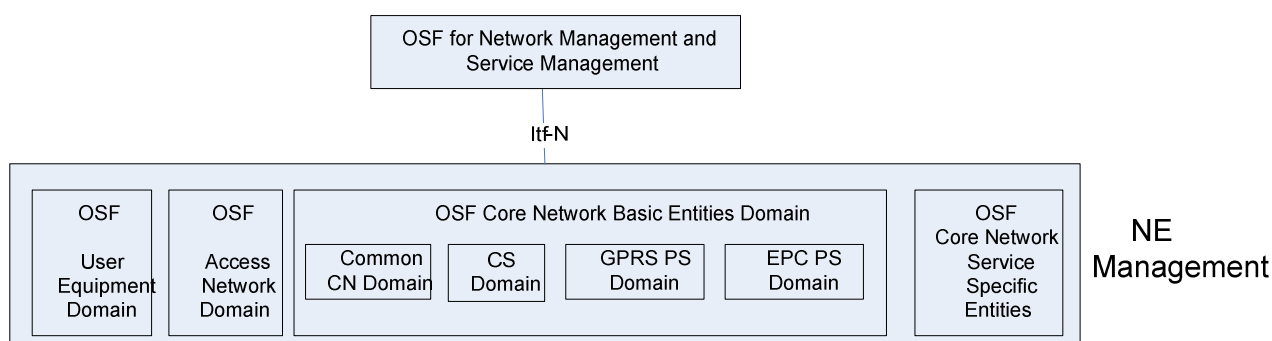 OSF for Network Management and
Service Management
Itf-N
OSF
User
Equipment
Domain
OSF
Access
Network
Domain
OSF Core Network Basic Entities Domain
Common
CN Domain
CS
Domain
GPRS PS
Domain
EPC PS
Domain
OSF
Core Network
Service
Specific
Entities
NE
Management